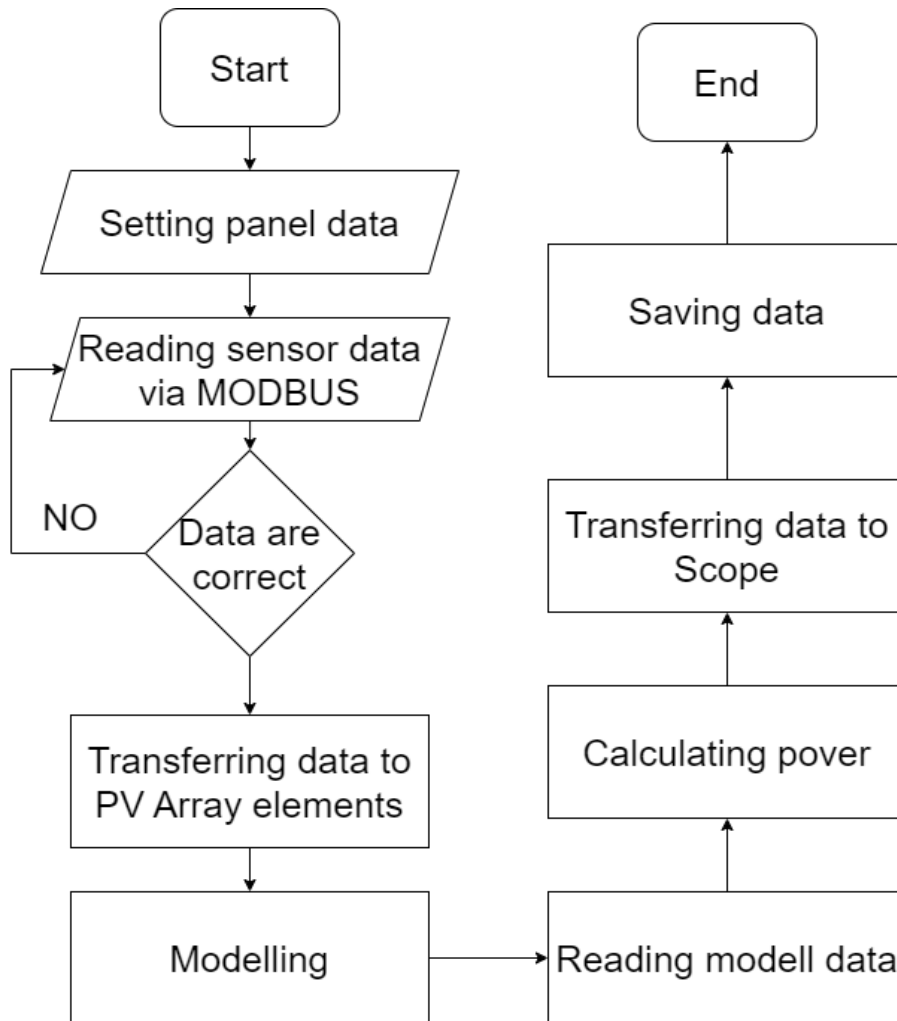 Start
Setting panel data
Reading sensor data
via MODBUS
NO
Data are
correct
Transferring data to
PV Array elements
Modelling
Reading modell data
Calculating pover
Transferring data to
Scope
Saving data
End